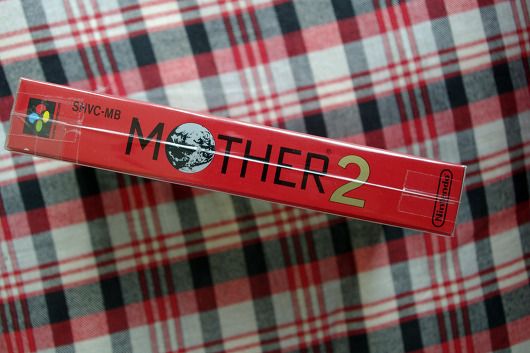 SHVC-MB
MOTHER® 2
Nintendo